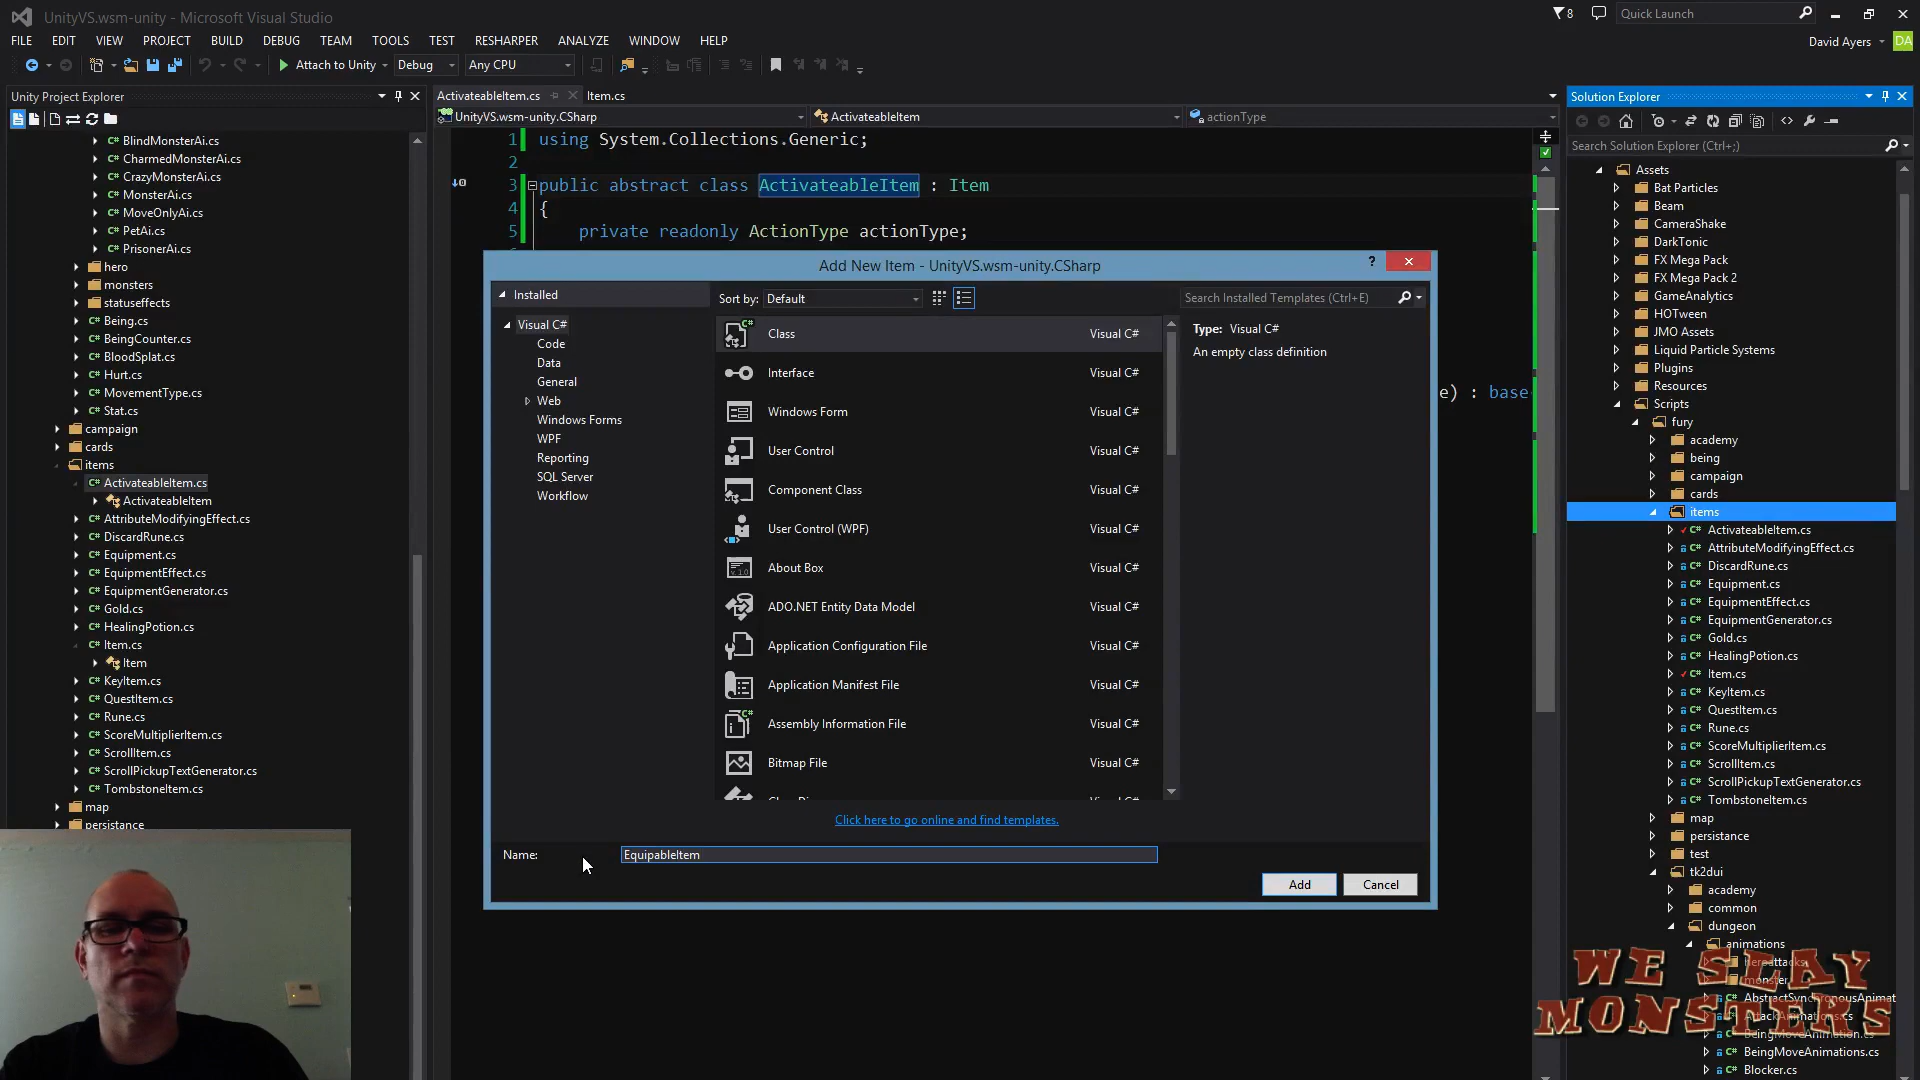 UnityVS.wsm-unity - Microsoft Visual Studio
8
Quick Launch
FILE EDIT VIEW PROJECT BUILD DEBUG TEAM TOOLS TEST RESHARPER ANALYZE WINDOW HELP
David Ayers
DA
Attach to Unity
Debug
Any CPU
Unity Project Explorer
BlindMonsterAi.cs
CharmedMonsterAi.cs
CrazyMonsterAi.cs
MonsterAi.cs
MoveOnlyAi.cs
PetAi.cs
PrisonerAi.cs
hero
monsters
statuseffects
Being.cs
BeingCounter.cs
BloodSplat.cs
Hurt.cs
MovementType.cs
Stat.cs
campaign
cards
items
ActivateableItem.cs
ActivateableItem
AttributeModifyingEffect.cs
DiscardRune.cs
Equipment.cs
EquipmentEffect.cs
EquipmentGenerator.cs
Gold.cs
HealingPotion.cs
Item.cs
Item
KeyItem.cs
QuestItem.cs
Rune.cs
ScoreMultiplierItem.cs
ScrollItem.cs
ScrollPickupTextGenerator.cs
TombstoneItem.cs
map
persistance
ActivateableItem.cs
Item.cs
UnityVS.wsm-unity.CSharp
ActivateableItem
actionType
1 using System.Collections.Generic;
2
3 public abstract class ActivateableItem : Item
4 {
5 private readonly ActionType actionType;
e) : base
Add New Item - UnityVS.wsm-unity.CSharp
?
Installed
Sort by: Default
Search Installed Templates (Ctrl+E)
Visual C#
Code
Data
General
Web
Windows Forms
WPF
Reporting
SQL Server
Workflow
Class Visual C#
Interface Visual C#
Windows Form Visual C#
User Control Visual C#
Component Class Visual C#
User Control (WPF) Visual C#
About Box Visual C#
ADO.NET Entity Data Model Visual C#
Application Configuration File Visual C#
Application Manifest File Visual C#
Assembly Information File Visual C#
Bitmap File Visual C#
Type: Visual C#
An empty class definition
Click here to go online and find templates.
Name: EquipableItem
Add
Cancel
Solution Explorer
Search Solution Explorer (Ctrl+;)
Assets
Bat Particles
Beam
CameraShake
DarkTonic
FX Mega Pack
FX Mega Pack 2
GameAnalytics
HOTween
JMO Assets
Liquid Particle Systems
Plugins
Resources
Scripts
fury
academy
being
campaign
cards
items
ActivateableItem.cs
AttributeModifyingEffect.cs
DiscardRune.cs
Equipment.cs
EquipmentEffect.cs
EquipmentGenerator.cs
Gold.cs
HealingPotion.cs
Item.cs
KeyItem.cs
QuestItem.cs
Rune.cs
ScoreMultiplierItem.cs
ScrollItem.cs
ScrollPickupTextGenerator.cs
TombstoneItem.cs
map
persistance
test
tk2dui
academy
common
dungeon
animations
heroattacks
monster
AbstractSynchronousAnimat
AttackAnimations.cs
BeingMoveAnimation.cs
BeingMoveAnimations.cs
Blocker.cs
WE SLAY
MONSTERS